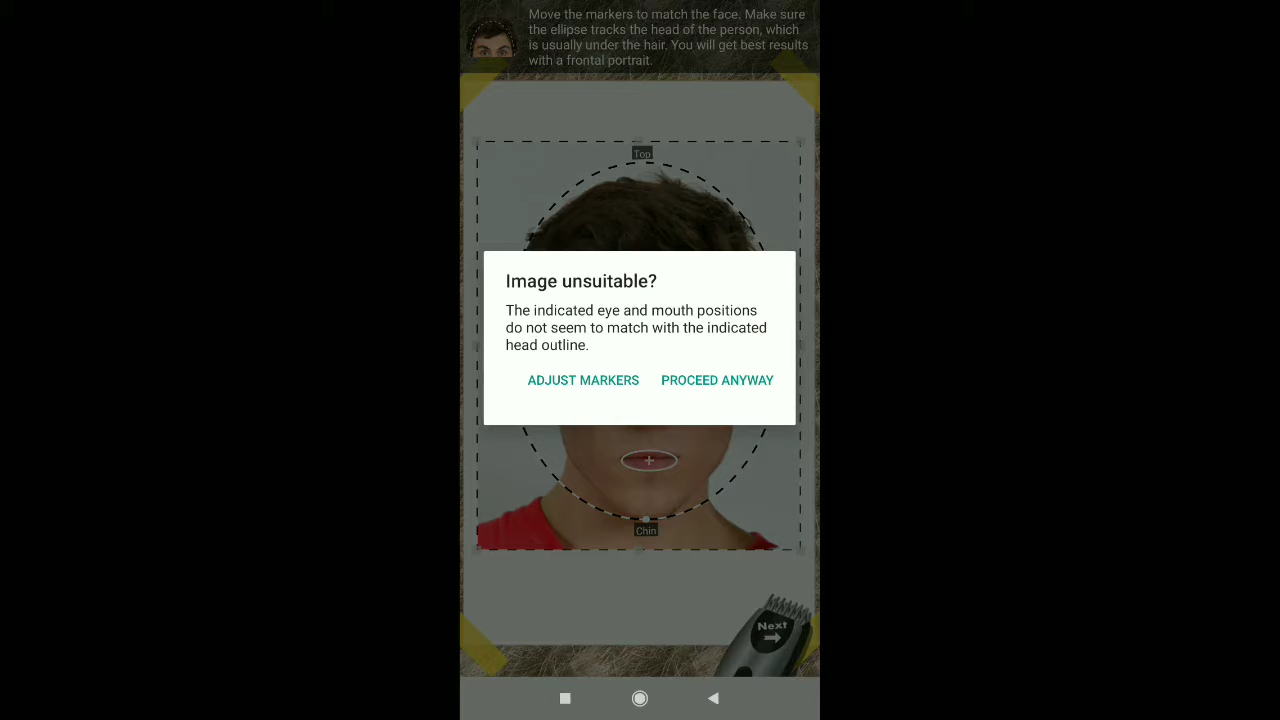 Move the markers to match the face. Make sure
the ellipse tracks the head of the person, which
is usually under the hair. You will get best results
with a frontal portrait.
Top
Image unsuitable?
The indicated eye and mouth positions
do not seem to match with the indicated
head outline.
ADJUST MARKERS PROCEED ANYWAY
Chin
Next